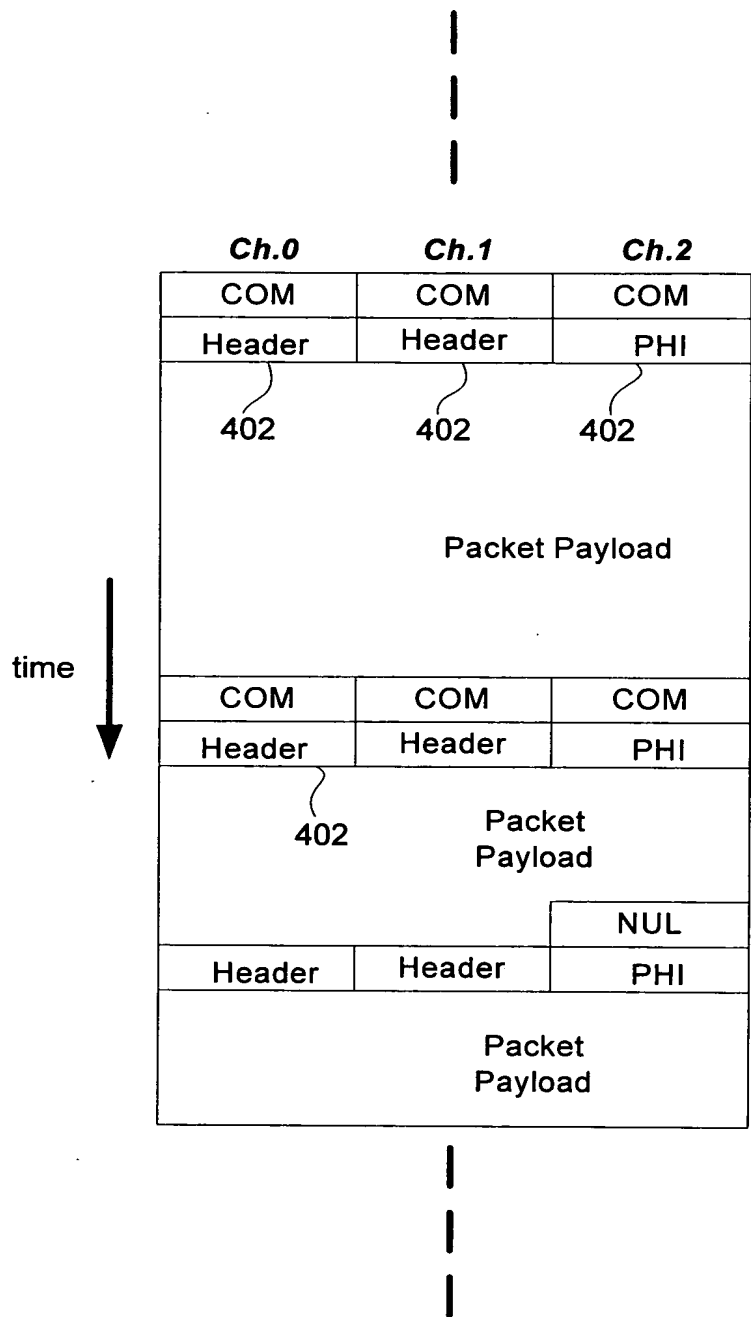 Ch.0 Ch.1 Ch.2
COM COM COM
Header Header PHI
402 402 402
Packet Payload
time
COM COM COM
Header Header PHI
402
Packet
Payload
NUL
Header Header PHI
Packet
Payload